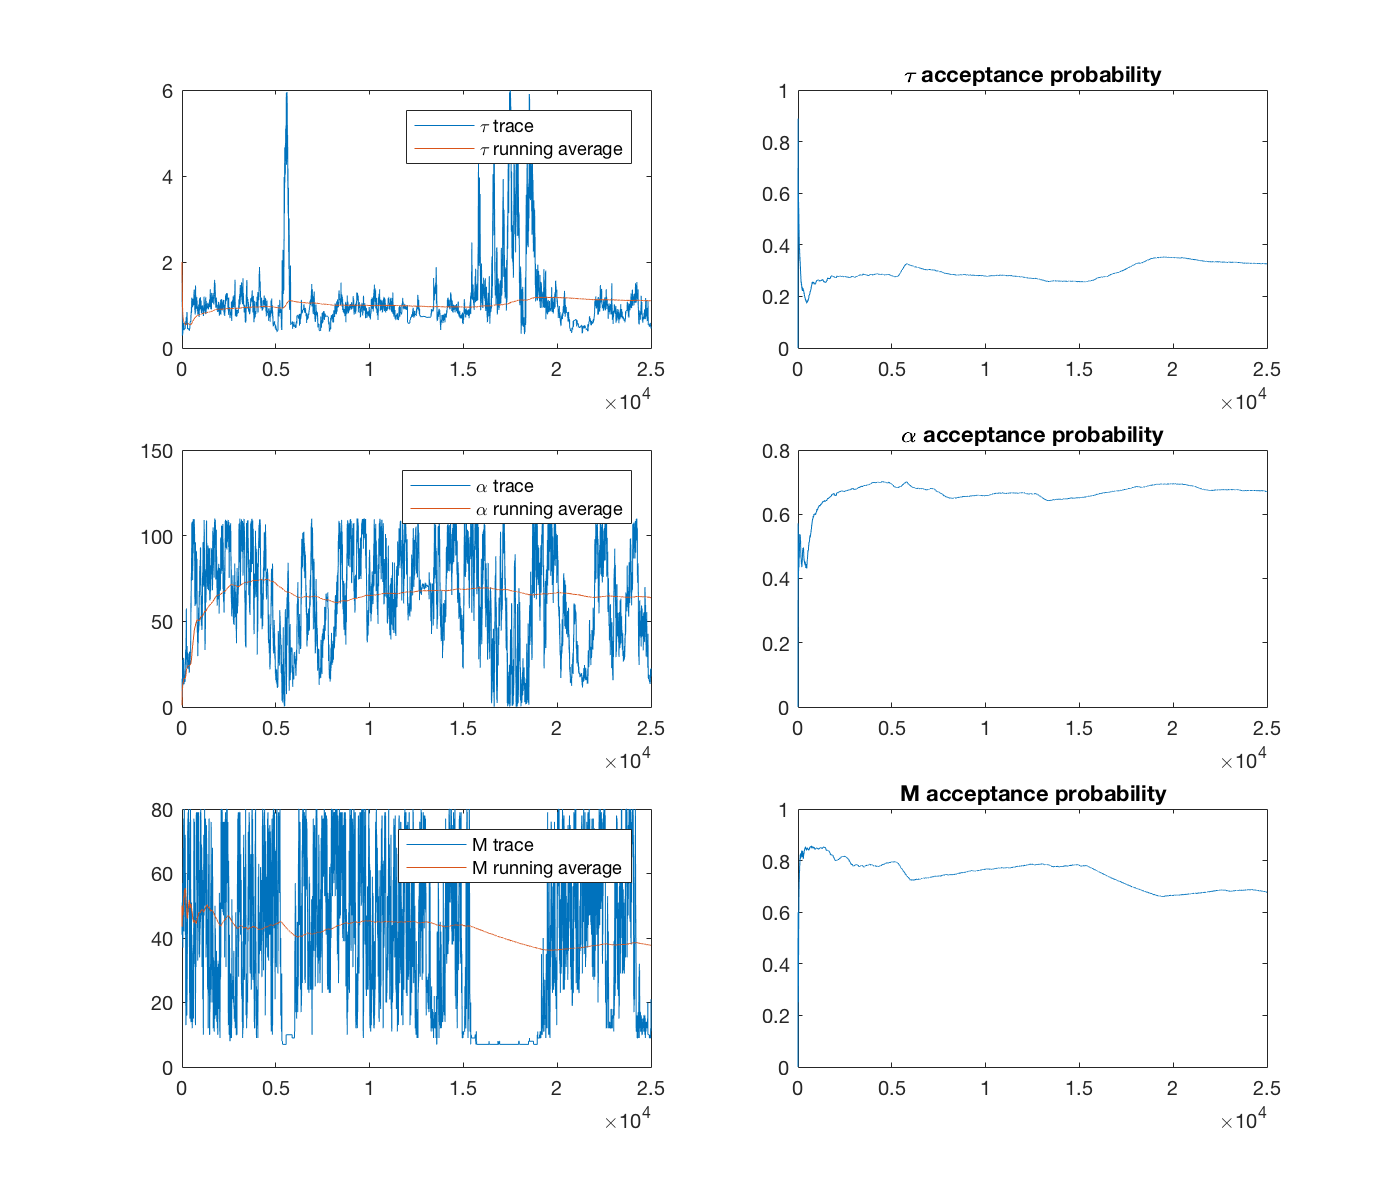 6
4
2
0
0 0.5 1 1.5 2 2.5
×10^4
τ trace
τ running average
τ acceptance probability
1
0.8
0.6
0.4
0.2
0
0 0.5 1 1.5 2 2.5
×10^4
150
100
50
0
0 0.5 1 1.5 2 2.5
×10^4
α trace
α running average
α acceptance probability
0.8
0.6
0.4
0.2
0
0 0.5 1 1.5 2 2.5
×10^4
80
60
40
20
0
0 0.5 1 1.5 2 2.5
×10^4
M trace
M running average
M acceptance probability
1
0.8
0.6
0.4
0.2
0
0 0.5 1 1.5 2 2.5
×10^4